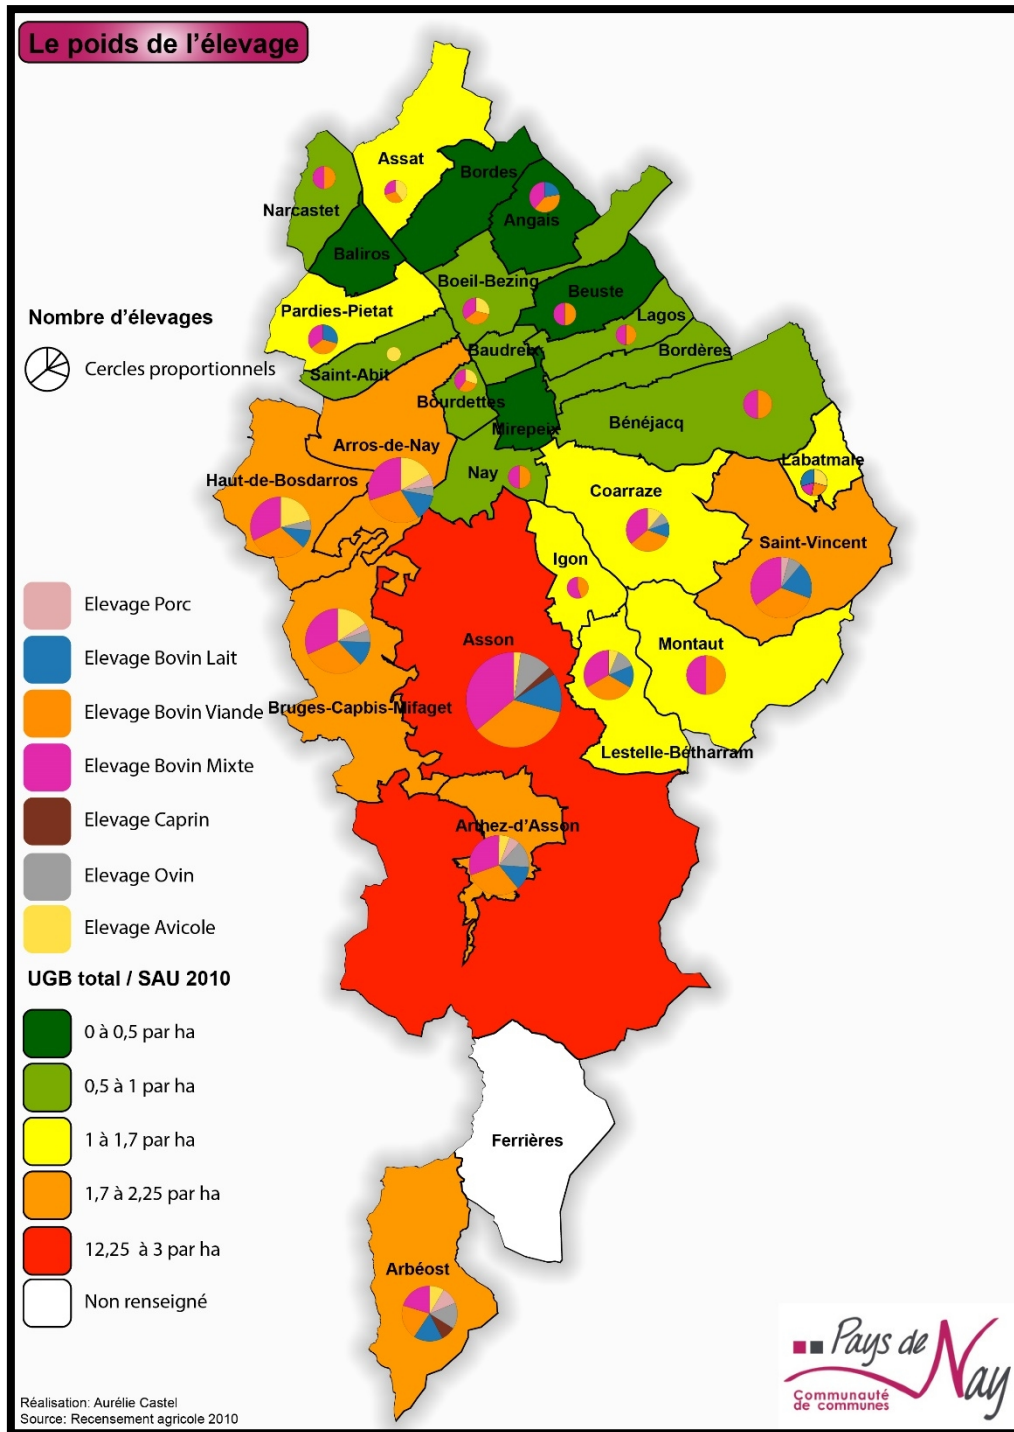 Le poids de l'élevage
Assat
Bordes
Narcastet
Angais
Baliros
Boeil-Bezing
Beuste
Pardies-Pietat
Lagos
Nombre d'élevages
Cercles proportionnels
Baudreix
Bordères
Saint-Abit
Bourdettes
Mirepeix
Bénéjacq
Arros-de-Nay
Labatmale
Nay
Haut-de-Bosdarros
Coarraze
Saint-Vincent
Igon
Elevage Porc
Asson
Montaut
Elevage Bovin Lait
Elevage Bovin Viande
Bruges-Capbis-Mifaget
Lestelle-Bétharram
Elevage Bovin Mixte
Elevage Caprin
Arthez-d'Asson
Elevage Ovin
Elevage Avicole
UGB total / SAU 2010
0 à 0,5 par ha
0,5 à 1 par ha
1 à 1,7 par ha
Ferrières
1,7 à 2,25 par ha
12,25 à 3 par ha
Arbéost
Non renseigné
Pays de Nay
Communauté
de communes
Réalisation: Aurélie Castel
Source: Recensement agricole 2010